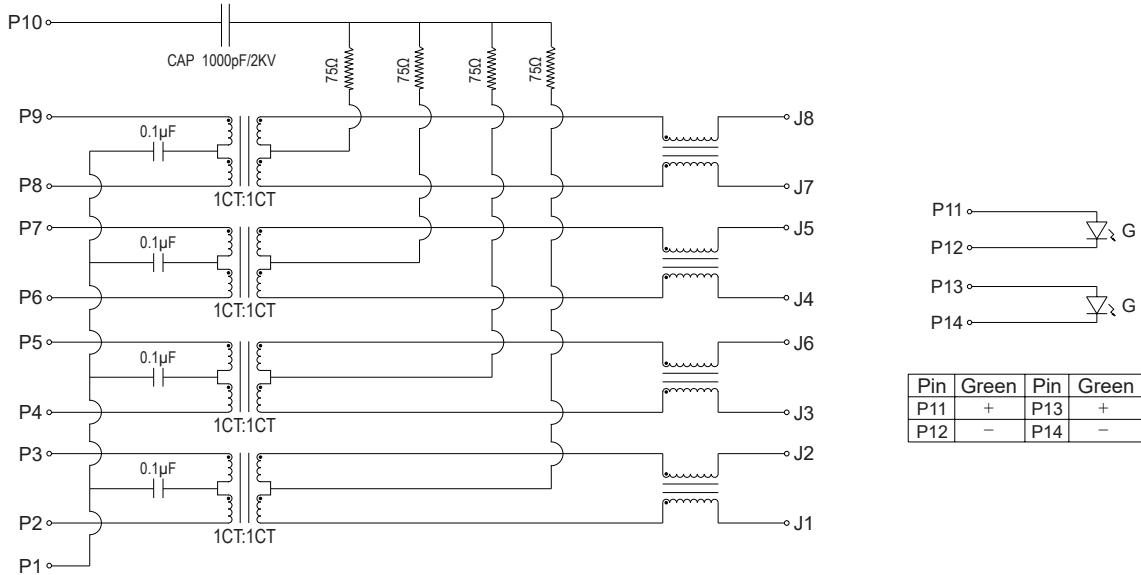 P10
CAP 1000pF/2KV
75Ω 75Ω 75Ω 75Ω
P9 J8
0.1μF
P8 J7
1CT:1CT
P7 J5
0.1μF
P6 J4
1CT:1CT
P5 J6
0.1μF
P4 J3
1CT:1CT
P3 J2
0.1μF
P2 J1
1CT:1CT
P1
P11
G
P12
P13
G
P14
Pin Green Pin Green
P11 + P13 +
P12 − P14 −